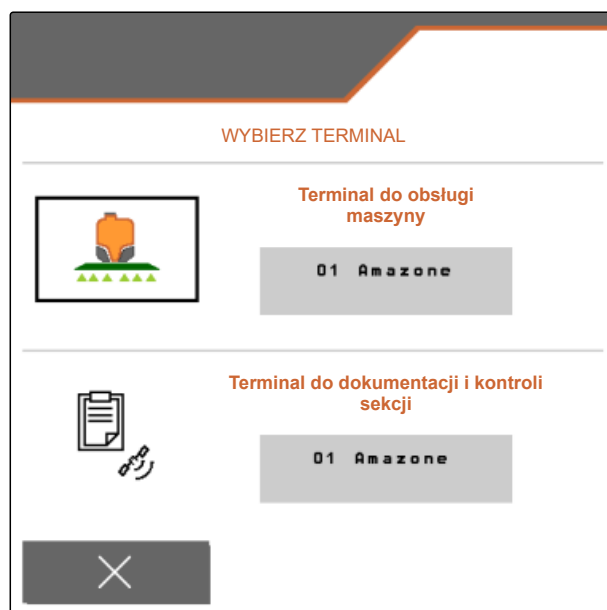 WYBIERZ TERMINAL
Terminal do obsługi
maszyny
01 Amazone
Terminal do dokumentacji i kontroli
sekcji
01 Amazone